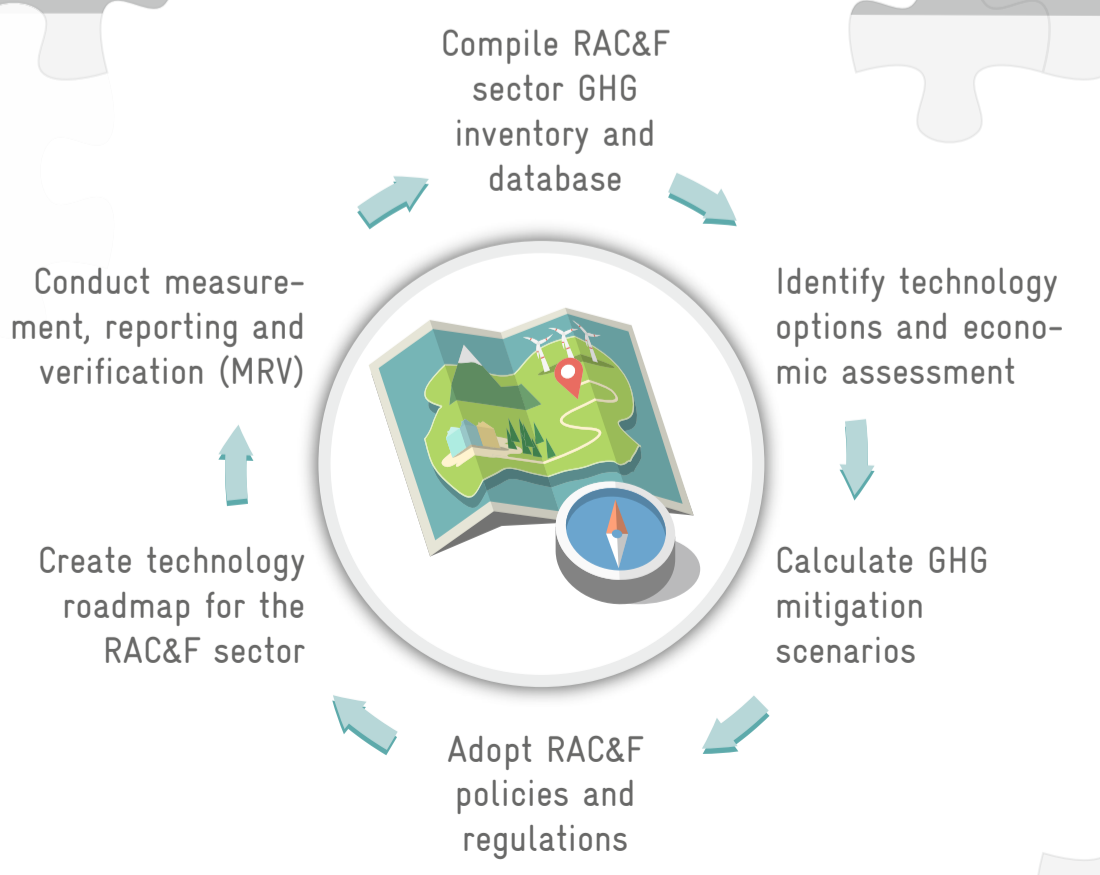 Compile RAC&F
sector GHG
inventory and
database
Identify technology
options and econo-
mic assessment
Calculate GHG
mitigation
scenarios
Adopt RAC&F
policies and
regulations
Create technology
roadmap for the
RAC&F sector
Conduct measure-
ment, reporting and
verification (MRV)